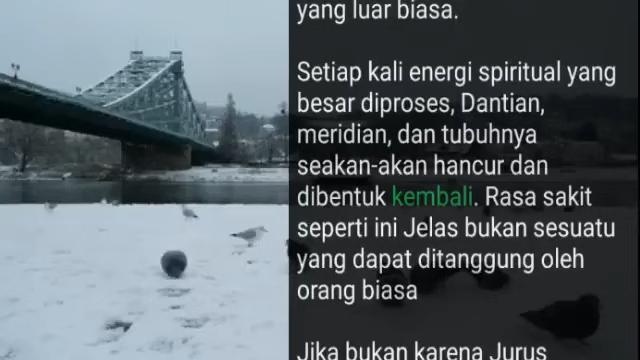 yang luar biasa.
Setiap kali energi spiritual yang
besar diproses, Dantian,
meridian, dan tubuhnya
seakan-akan hancur dan
dibentuk kembali. Rasa sakit
seperti ini Jelas bukan sesuatu
yang dapat ditanggung oleh
orang biasa
Jika bukan karena Jurus